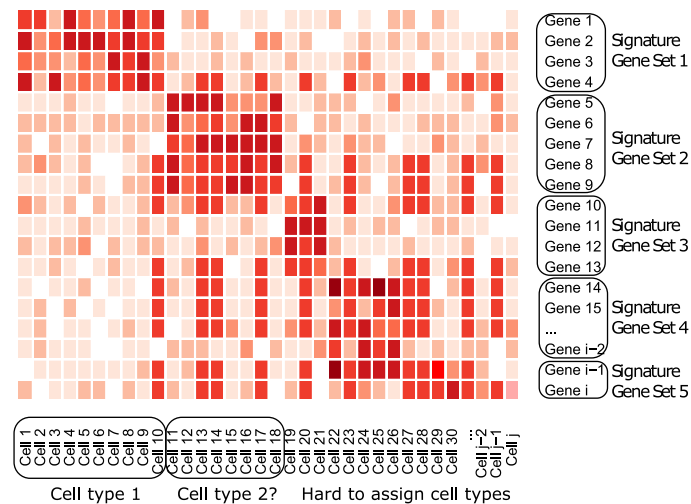 Gene 1
Gene 2
Gene 3
Gene 4
Signature
Gene Set 1
Gene 5
Gene 6
Gene 7
Gene 8
Gene 9
Signature
Gene Set 2
Gene 10
Gene 11
Gene 12
Gene 13
Signature
Gene Set 3
Gene 14
Gene 15
...
Gene i−2
Signature
Gene Set 4
Gene i−1
Gene i
Signature
Gene Set 5
Cell 1
Cell 2
Cell 3
Cell 4
Cell 5
Cell 6
Cell 7
Cell 8
Cell 9
Cell 10
Cell 11
Cell 12
Cell 13
Cell 14
Cell 15
Cell 16
Cell 17
Cell 18
Cell 19
Cell 20
Cell 21
Cell 22
Cell 23
Cell 24
Cell 25
Cell 26
Cell 27
Cell 28
Cell 29
Cell 30
...
Cell j−2
Cell j−1
Cell j
Cell type 1
Cell type 2?
Hard to assign cell types